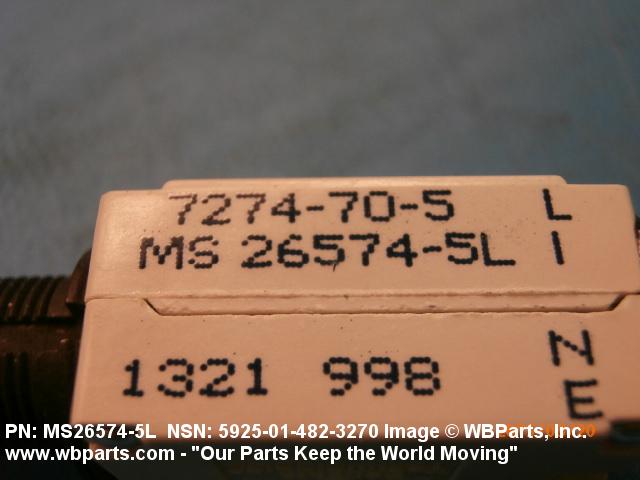 7274-70-5
MS 26574-5L
1321 998
LINE
PN: MS26574-5L NSN: 5925-01-482-3270 Image © WBParts, Inc.
www.wbparts.com - "Our Parts Keep the World Moving"